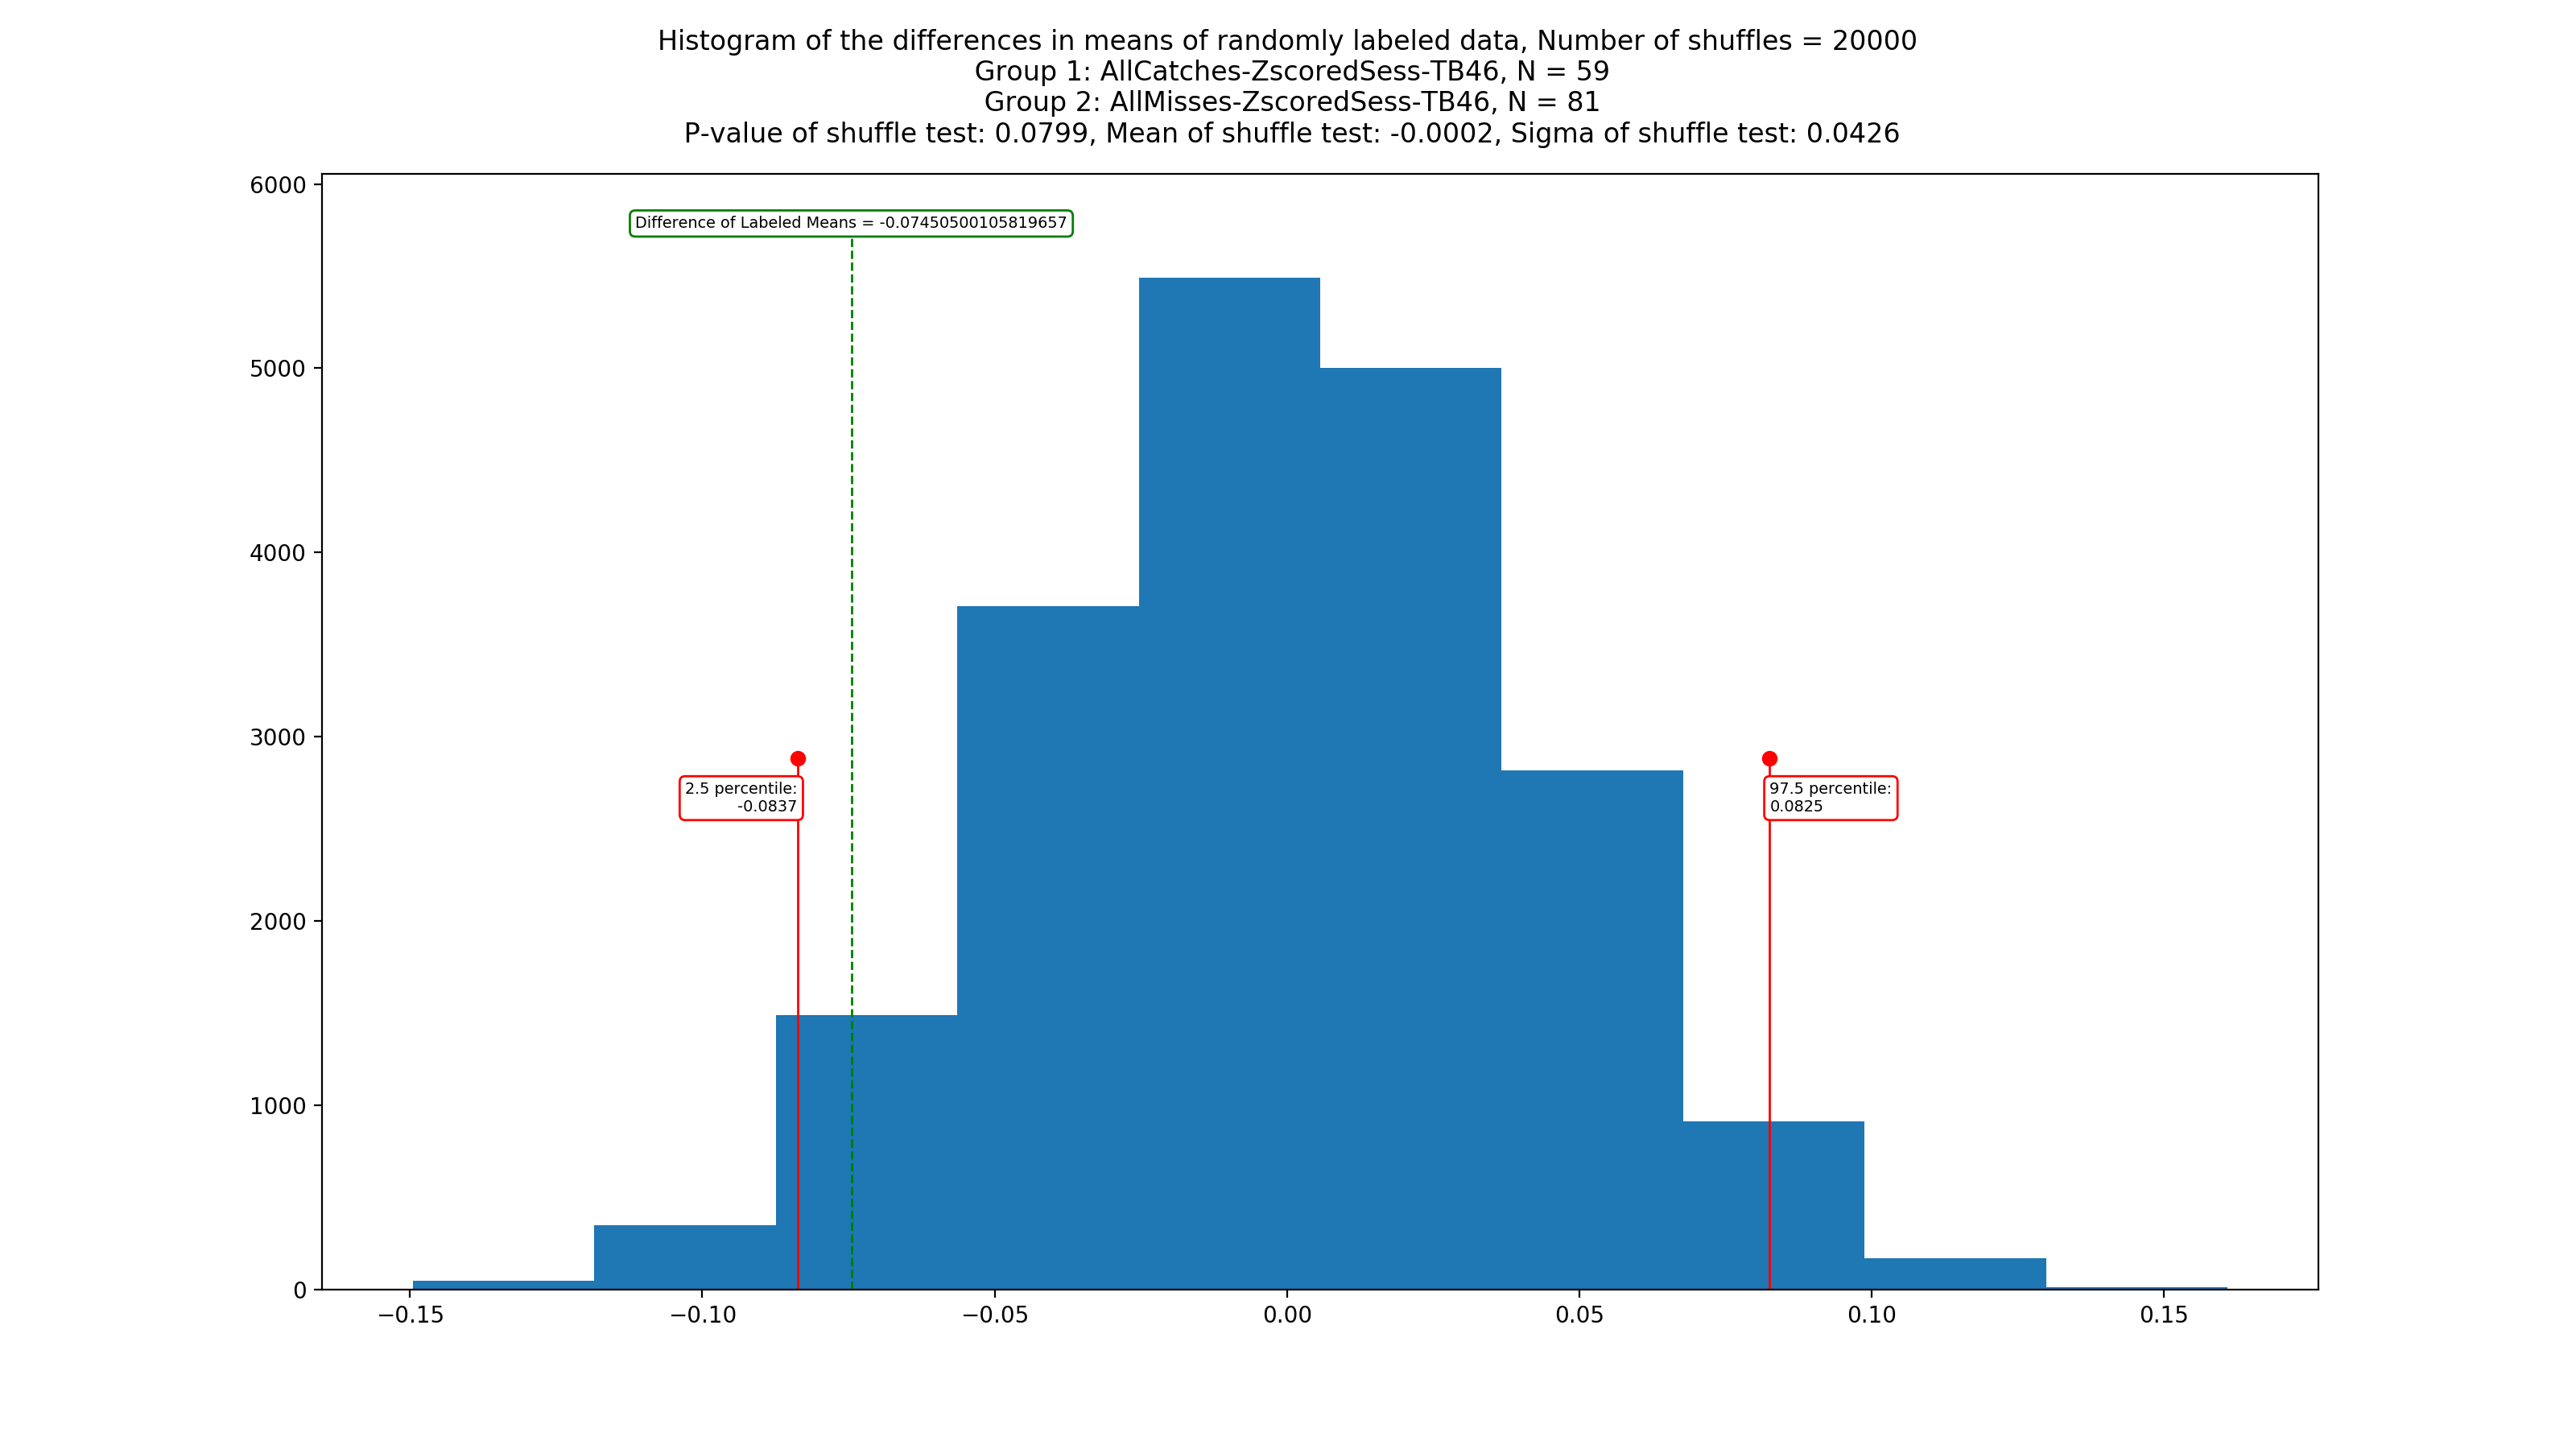 Histogram of the differences in means of randomly labeled data, Number of shuffles = 20000
Group 1: AllCatches-ZscoredSess-TB46, N = 59
Group 2: AllMisses-ZscoredSess-TB46, N = 81
P-value of shuffle test: 0.0799, Mean of shuffle test: -0.0002, Sigma of shuffle test: 0.0426
6000
Difference of Labeled Means = -0.07450500105819657
5000
4000
3000
2.5 percentile:
-0.0837
97.5 percentile:
0.0825
2000
1000
0
−0.15
−0.10
−0.05
0.00
0.05
0.10
0.15